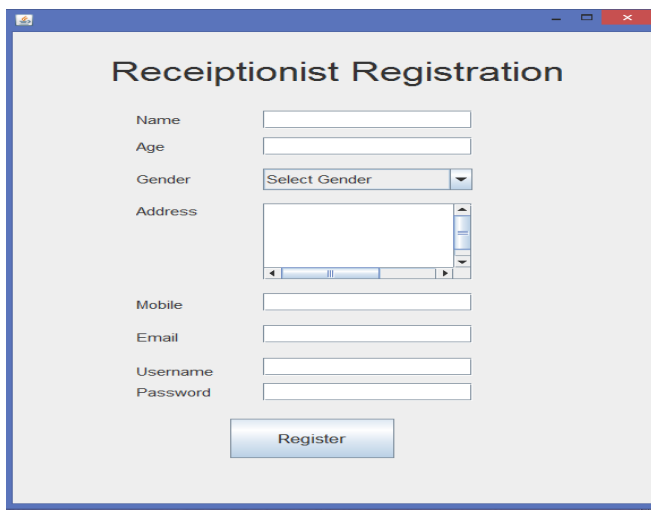 Receiptionist Registration
Name
Age
Gender Select Gender
Address
Mobile
Email
Username
Password
Register